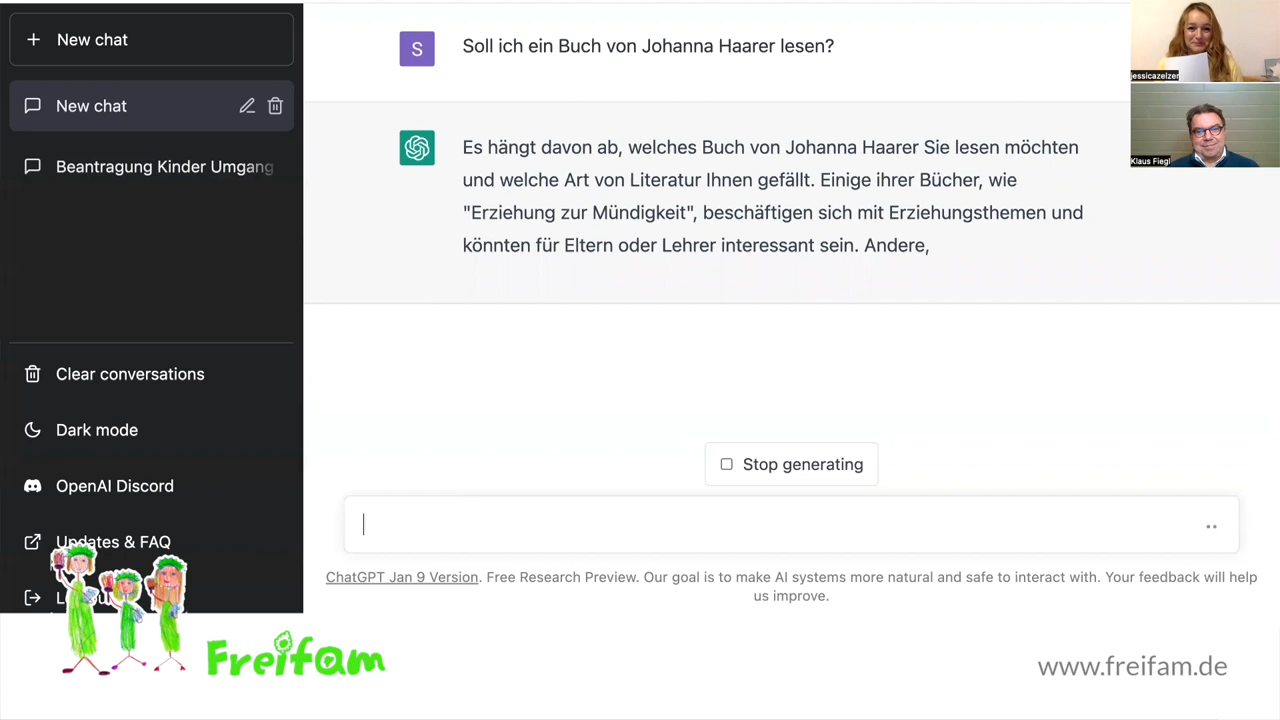 New chat
New chat
Beantragung Kinder Umgang
Clear conversations
Dark mode
OpenAI Discord
Updates & FAQ
S
Soll ich ein Buch von Johanna Haarer lesen?
Es hängt davon ab, welches Buch von Johanna Haarer Sie lesen möchten
und welche Art von Literatur Ihnen gefällt. Einige ihrer Bücher, wie
"Erziehung zur Mündigkeit", beschäftigen sich mit Erziehungsthemen und
könnten für Eltern oder Lehrer interessant sein. Andere,
jessicazelzer
Klaus Fiegl
Stop generating
ChatGPT Jan 9 Version. Free Research Preview. Our goal is to make AI systems more natural and safe to interact with. Your feedback will help
us improve.
Freifam
www.freifam.de